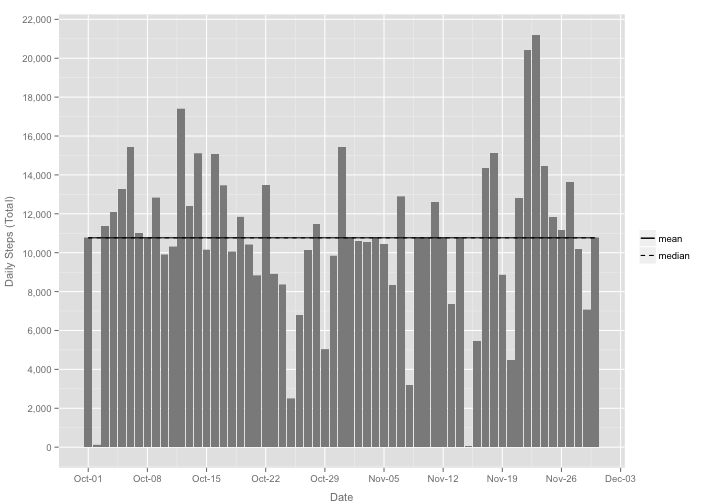 22,000
20,000
18,000
16,000
14,000
12,000
10,000
8,000
6,000
4,000
2,000
0
Daily Steps (Total)
Oct-01 Oct-08 Oct-15 Oct-22 Oct-29 Nov-05 Nov-12 Nov-19 Nov-26 Dec-03
Date
mean
median